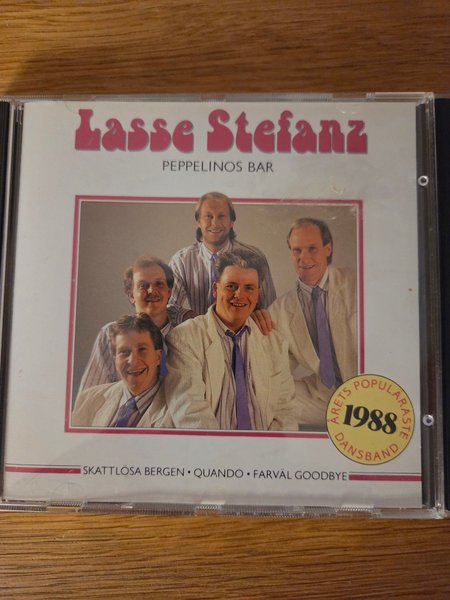 Lasse Stefanz
PEPPELINOS BAR
ÅRETS POPULÄRASTE
1988
DANSBAND
SKATTLÖSA BERGEN • QUANDO • FARVÄL GOODBYE